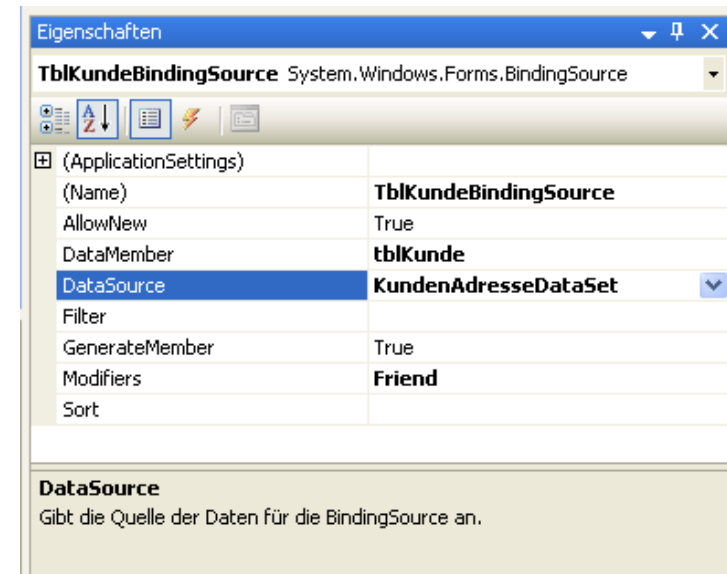 Eigenschaften
TblKundeBindingSource System.Windows.Forms.BindingSource
(ApplicationSettings)
(Name) TblKundeBindingSource
AllowNew True
DataMember tblKunde
DataSource KundenAdresseDataSet
Filter
GenerateMember True
Modifiers Friend
Sort
DataSource
Gibt die Quelle der Daten für die BindingSource an.